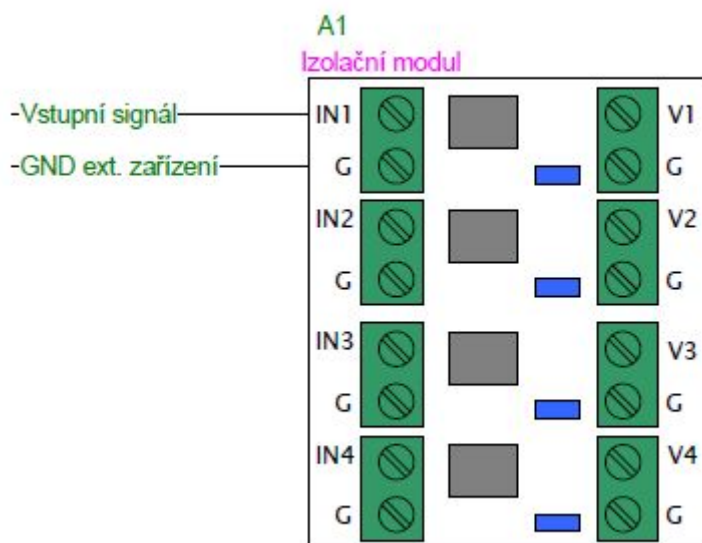 A1
Izolační modul
Vstupní signál IN1 V1
GND ext. zařízení G G
IN2 V2
G G
IN3 V3
G G
IN4 V4
G G